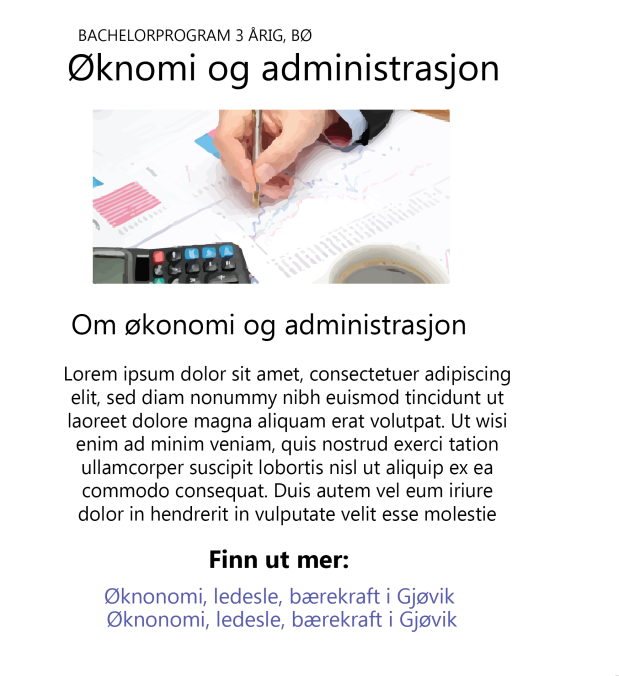 BACHELORPROGRAM 3 ÅRIG, BØ
Øknomi og administrasjon
Om økonomi og administrasjon
Lorem ipsum dolor sit amet, consectetuer adipiscing
elit, sed diam nonummy nibh euismod tincidunt ut
laoreet dolore magna aliquam erat volutpat. Ut wisi
enim ad minim veniam, quis nostrud exerci tation
ullamcorper suscipit lobortis nisl ut aliquip ex ea
commodo consequat. Duis autem vel eum iriure
dolor in hendrerit in vulputate velit esse molestie
Finn ut mer:
Øknonomi, ledesle, bærekraft i Gjøvik
Øknonomi, ledesle, bærekraft i Gjøvik